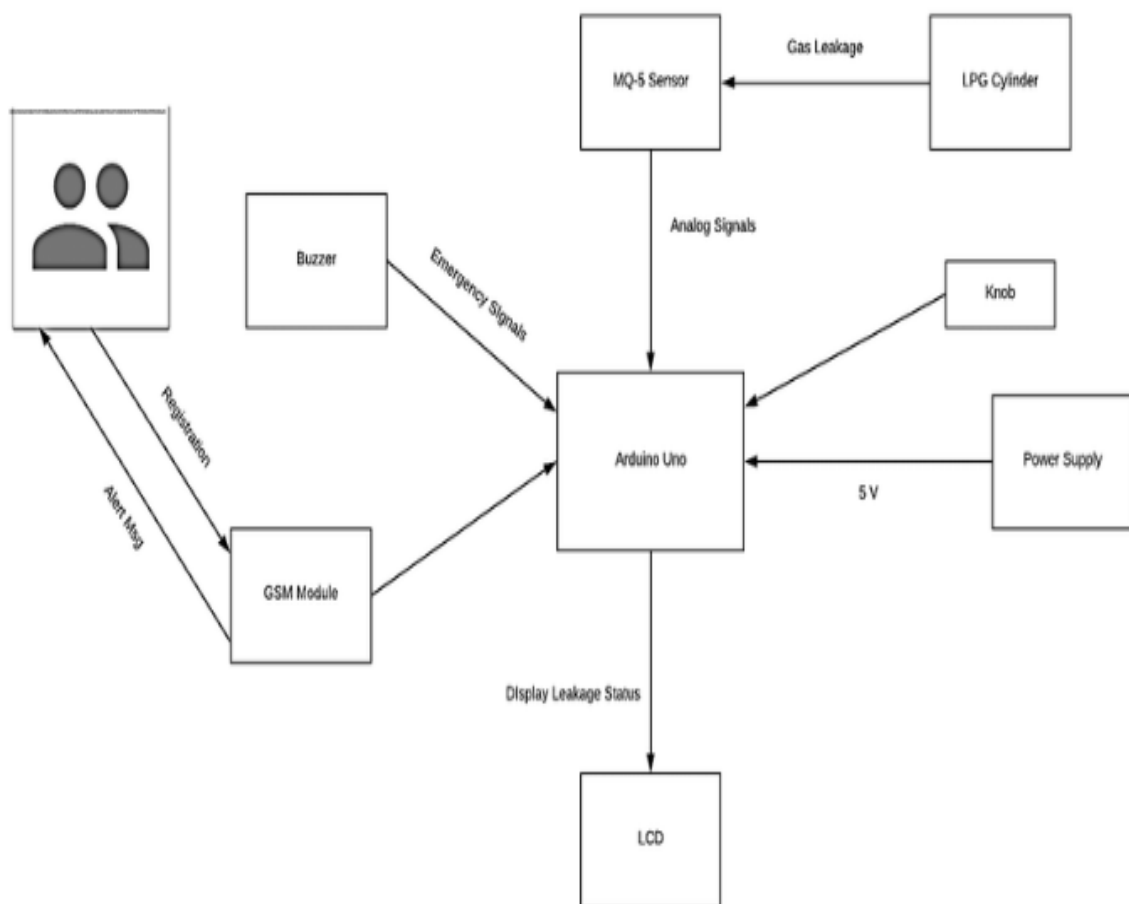 Gas Leakage
MQ-5 Sensor
LPG Cylinder
Analog Signals
Buzzer
Emergency Signals
Knob
Registration
Arduino Uno
Power Supply
5 V
Alert Msg
GSM Module
DIsplay Leakage Status
LCD